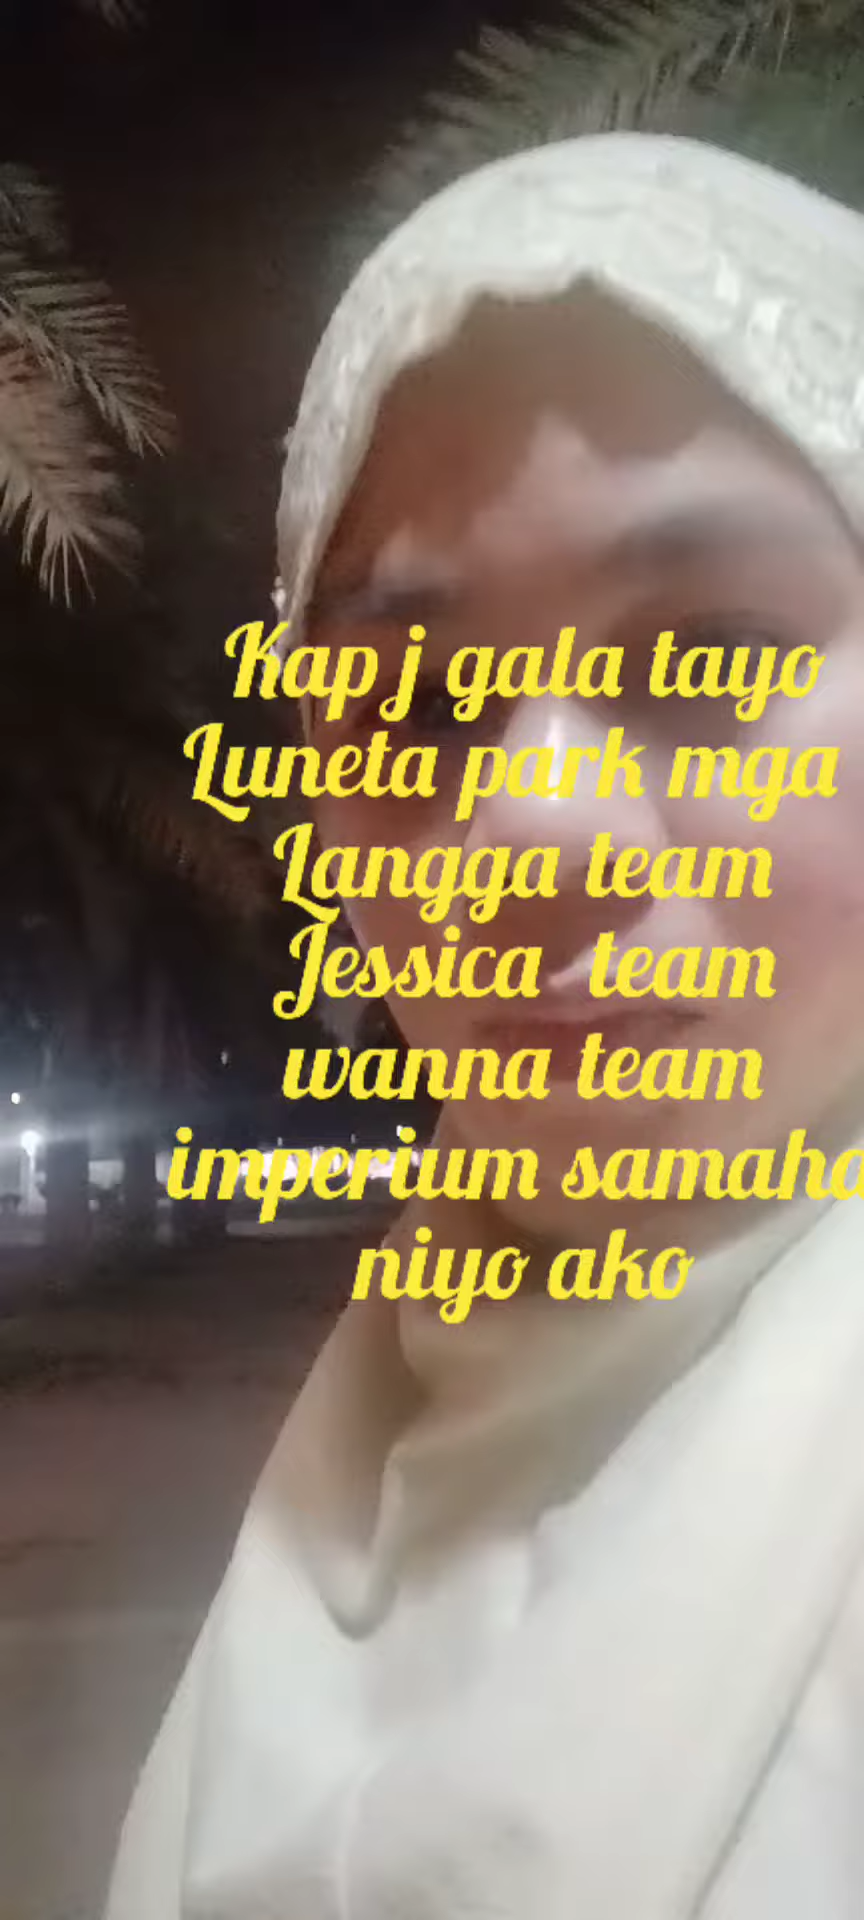 Kap j gala tayo
Luneta park mga
Langga team
Jessica team
wanna team
imperium samaha
niyo ako